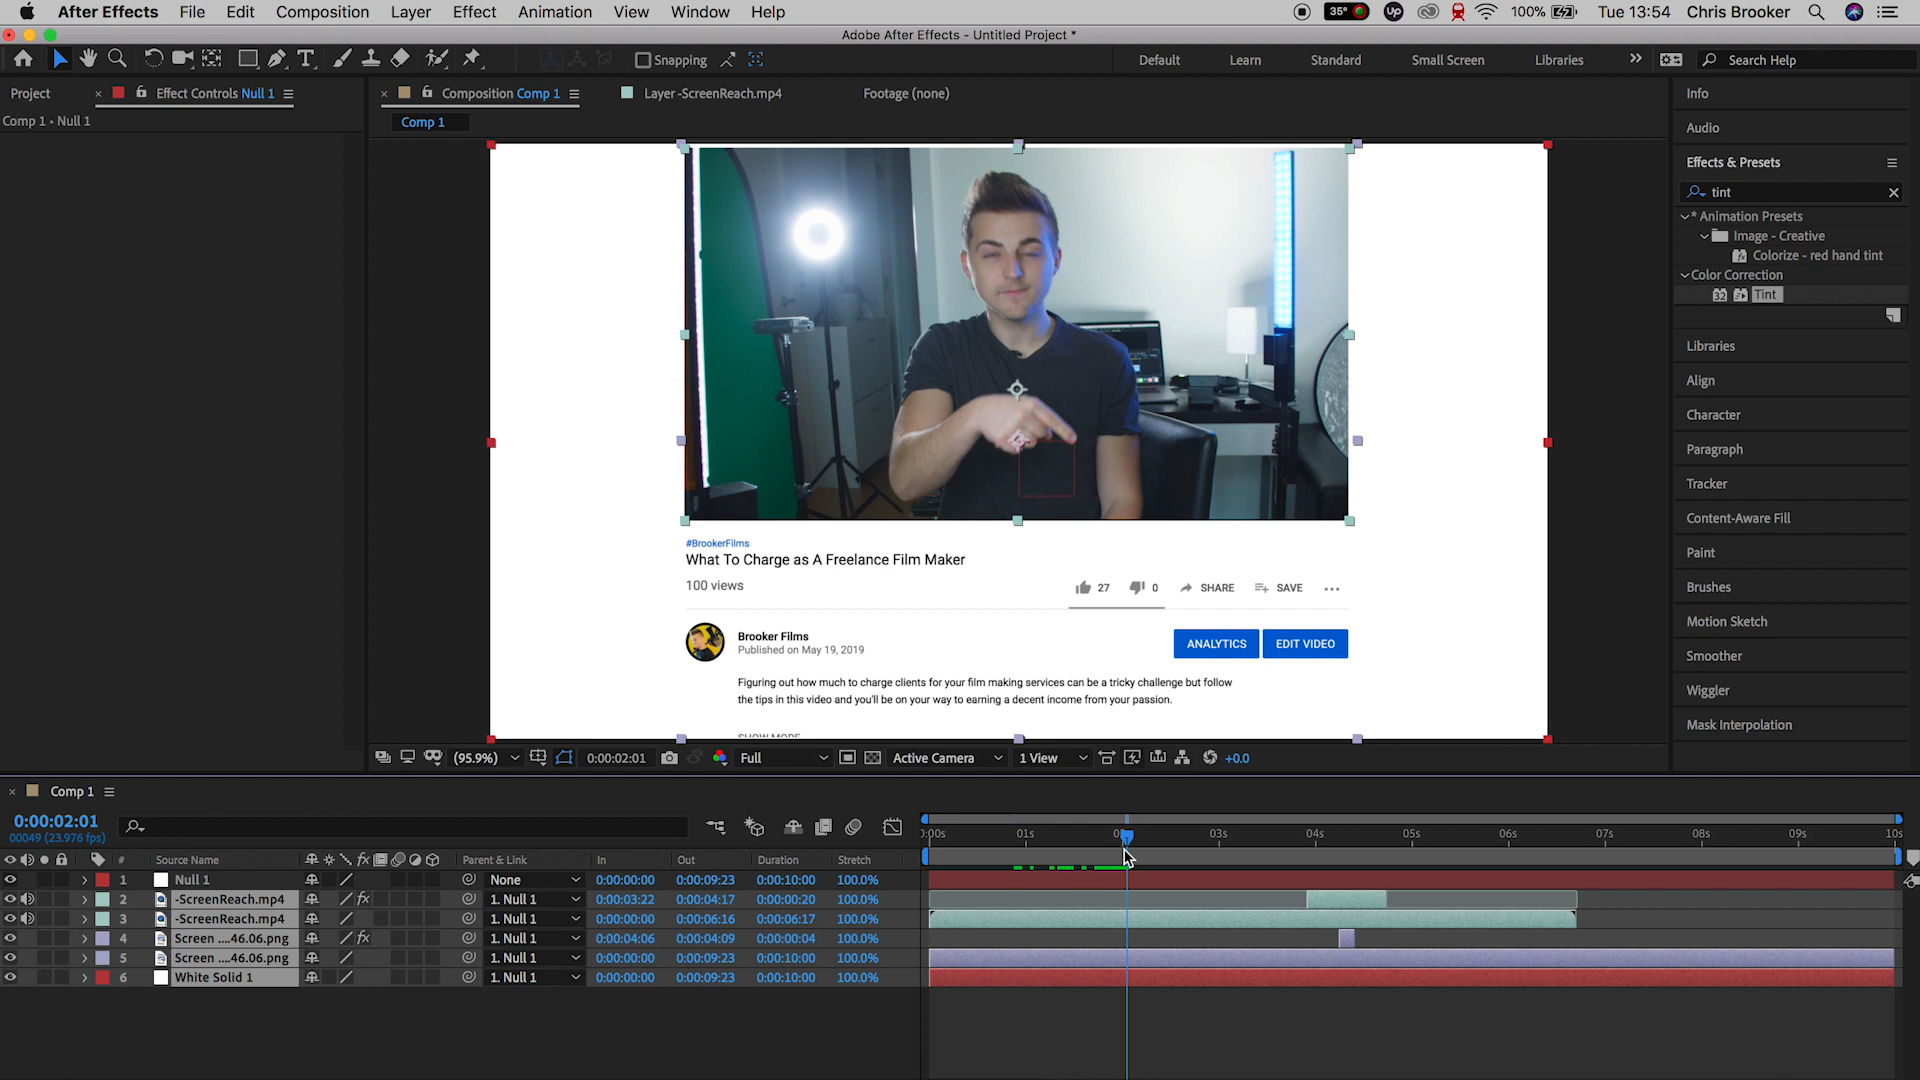 After Effects File Edit Composition Layer Effect Animation View Window Help 35° Up 100% Tue 13:54 Chris Brooker
Adobe After Effects - Untitled Project *
Snapping Default Learn Standard Small Screen Libraries Search Help
Project Effect Controls Null 1 Composition Comp 1 Layer -ScreenReach.mp4 Footage (none)
Comp 1 • Null 1
Comp 1
Info
Audio
Effects & Presets
tint
* Animation Presets
Image - Creative
Colorize - red hand tint
Color Correction
32 Tint
Libraries
Align
Character
Paragraph
Tracker
Content-Aware Fill
Paint
Brushes
Motion Sketch
Smoother
Wiggler
Mask Interpolation
#BrookerFilms
What To Charge as A Freelance Film Maker
100 views
27 0 SHARE SAVE
Brooker Films
Published on May 19, 2019
ANALYTICS EDIT VIDEO
Figuring out how much to charge clients for your film making services can be a tricky challenge but follow
the tips in this video and you'll be on your way to earning a decent income from your passion.
SHOW MORE
(95.9%) 0:00:02:01 Full Active Camera 1 View +0.0
Comp 1
0:00:02:01
00049 (23.976 fps)
0:00s 01s 03s 04s 05s 06s 07s 08s 09s 10s
# Source Name fx Parent & Link In Out Duration Stretch
1 Null 1 None 0:00:00:00 0:00:09:23 0:00:10:00 100.0%
2 -ScreenReach.mp4 fx 1. Null 1 0:00:03:22 0:00:04:17 0:00:00:20 100.0%
3 -ScreenReach.mp4 1. Null 1 0:00:00:00 0:00:06:16 0:00:06:17 100.0%
4 Screen ....46.06.png fx 1. Null 1 0:00:04:06 0:00:04:09 0:00:00:04 100.0%
5 Screen ....46.06.png 1. Null 1 0:00:00:00 0:00:09:23 0:00:10:00 100.0%
6 White Solid 1 1. Null 1 0:00:00:00 0:00:09:23 0:00:10:00 100.0%